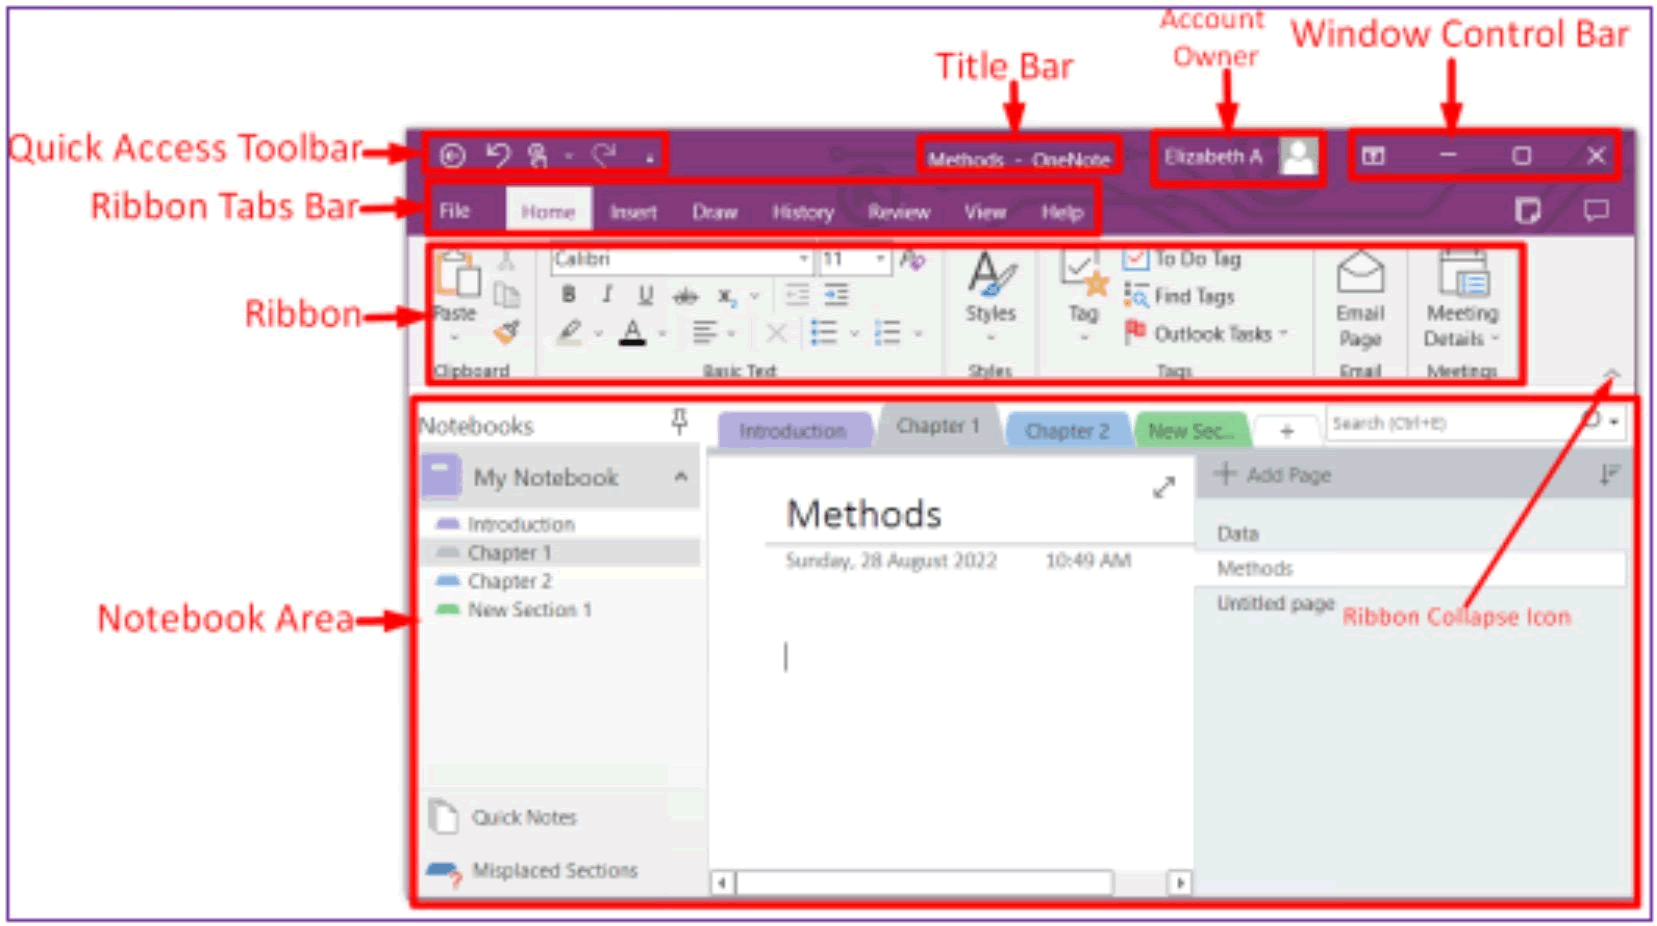 Account
Owner
Window Control Bar
Title Bar
Quick Access Toolbar
Methods - OneNote
Elizabeth A
Ribbon Tabs Bar
File Home Insert Draw History Review View Help
Ribbon
Calibri 11
To Do Tag
Find Tags
Outlook Tasks
Paste
B I U ab x
A
Styles
Tag
Email
Page
Meeting
Details
Clipboard
Basic Text
Styles
Tags
Email
Meetings
Notebooks
Introduction
Chapter 1
Chapter 2
New Sec...
+
Search (Ctrl+E)
My Notebook
Add Page
Introduction
Chapter 1
Chapter 2
New Section 1
Methods
Sunday, 28 August 2022 10:49 AM
Data
Methods
Untitled page
Ribbon Collapse Icon
Notebook Area
Quick Notes
Misplaced Sections